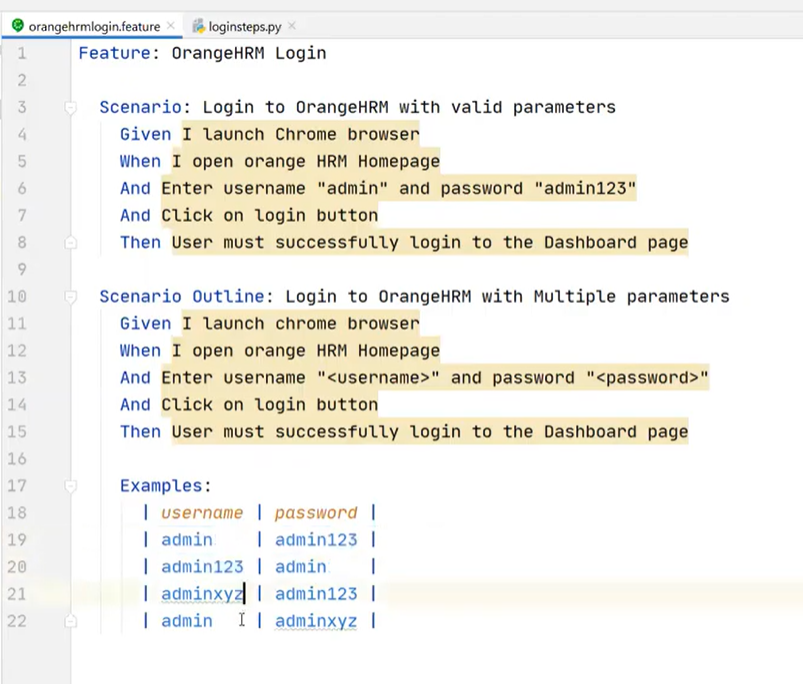 orangehrmlogin.feature × loginsteps.py ×
1 Feature: OrangeHRM Login
2
3 Scenario: Login to OrangeHRM with valid parameters
4 Given I launch Chrome browser
5 When I open orange HRM Homepage
6 And Enter username "admin" and password "admin123"
7 And Click on login button
8 Then User must successfully login to the Dashboard page
9
10 Scenario Outline: Login to OrangeHRM with Multiple parameters
11 Given I launch chrome browser
12 When I open orange HRM Homepage
13 And Enter username "<username>" and password "<password>"
14 And Click on login button
15 Then User must successfully login to the Dashboard page
16
17 Examples:
18 | username | password |
19 | admin | admin123 |
20 | admin123 | admin |
21 | adminxyz | admin123 |
22 | admin | adminxyz |